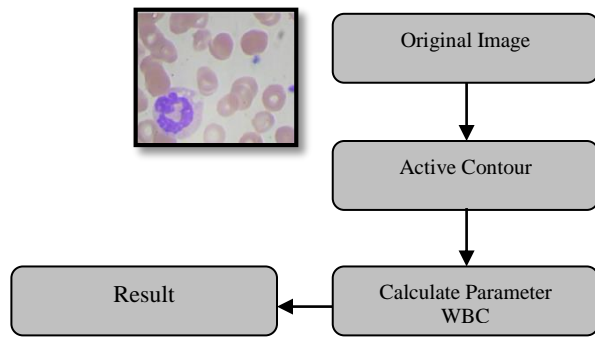 Original Image
Active Contour
Calculate Parameter
WBC
Result